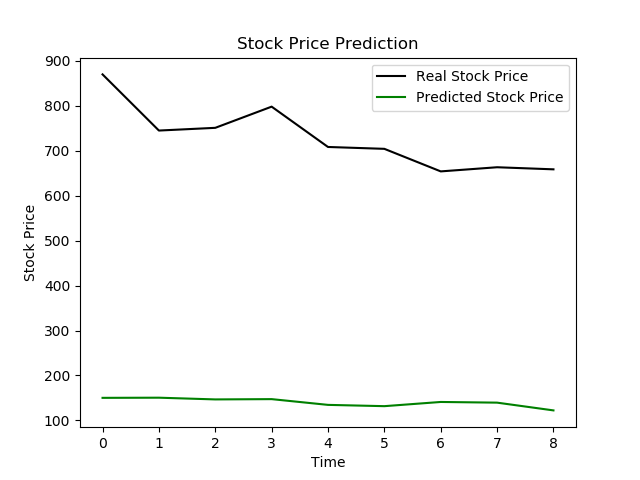 Stock Price Prediction
900
800
700
600
500
400
300
200
100
Stock Price
Real Stock Price
Predicted Stock Price
0 1 2 3 4 5 6 7 8
Time